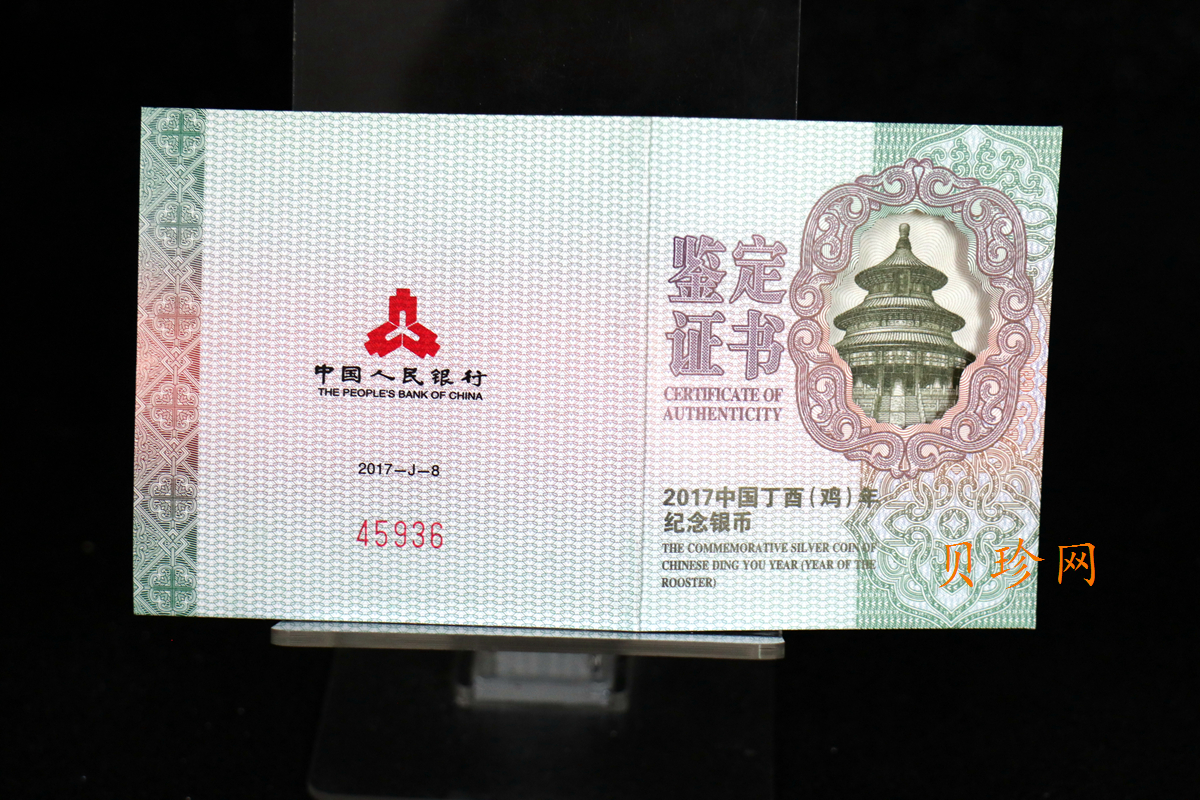 中国人民银行
THE PEOPLE'S BANK OF CHINA
2017-J-8
45936
鉴定
证书
CERTIFICATE OF
AUTHENTICITY
2017中国丁酉(鸡)年
纪念银币
THE COMMEMORATIVE SILVER COIN OF
CHINESE DING YOU YEAR (YEAR OF THE
ROOSTER)
贝珍网